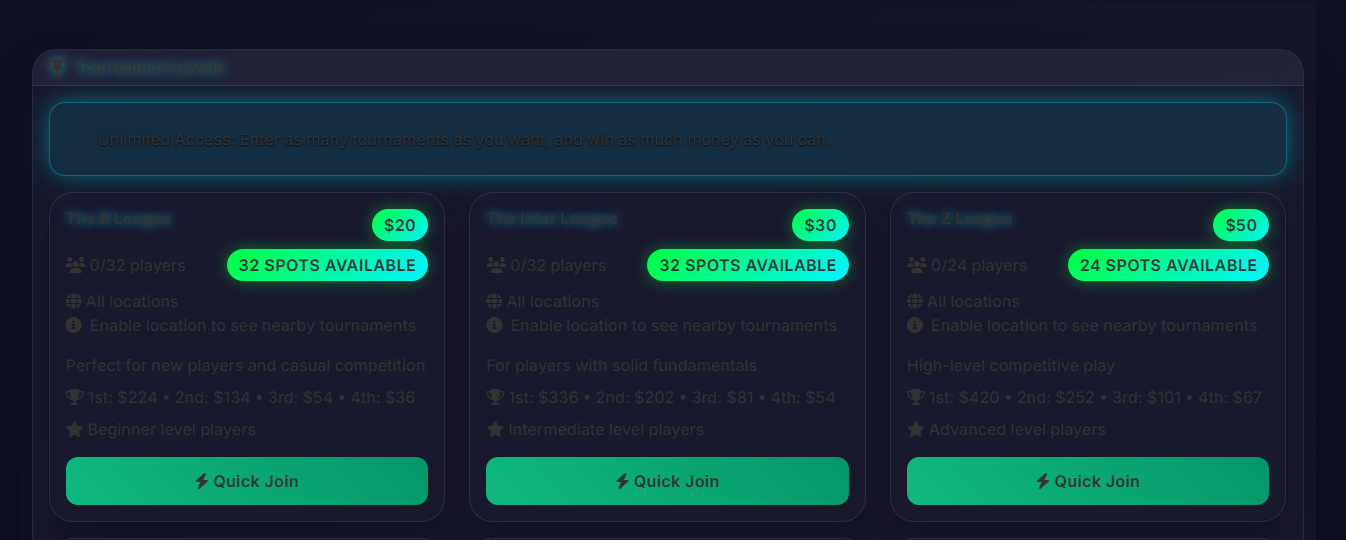 Tournament Levels
Unlimited Access: Enter as many tournaments as you want, and win as much money as you can.
The B League
$20
0/32 players
32 SPOTS AVAILABLE
All locations
Enable location to see nearby tournaments
Perfect for new players and casual competition
1st: $224 • 2nd: $134 • 3rd: $54 • 4th: $36
Beginner level players
Quick Join
The Inter League
$30
0/32 players
32 SPOTS AVAILABLE
All locations
Enable location to see nearby tournaments
For players with solid fundamentals
1st: $336 • 2nd: $202 • 3rd: $81 • 4th: $54
Intermediate level players
Quick Join
The Z League
$50
0/24 players
24 SPOTS AVAILABLE
All locations
Enable location to see nearby tournaments
High-level competitive play
1st: $420 • 2nd: $252 • 3rd: $101 • 4th: $67
Advanced level players
Quick Join